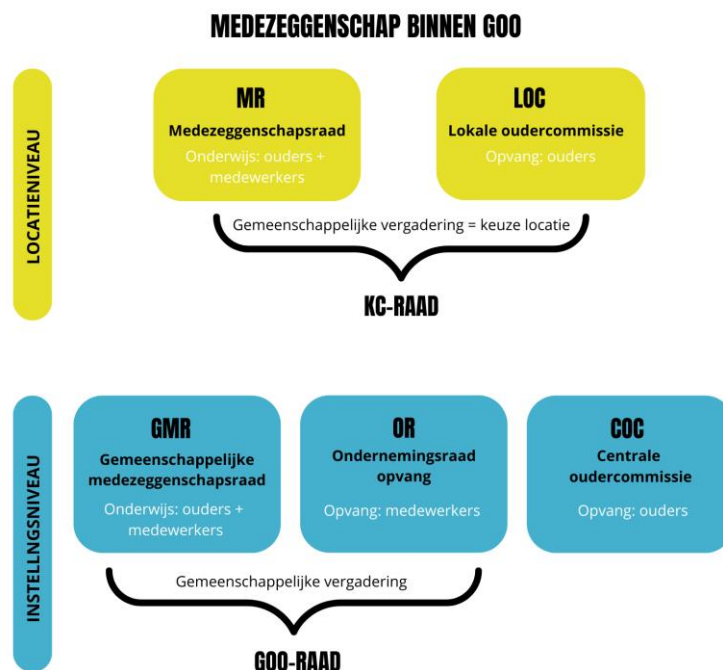 MEDEZEGGENSCHAP BINNEN GOO
LOCATIENIVEAU
MR
Medezeggenschapsraad
Onderwijs: ouders +
medewerkers
LOC
Lokale oudercommissie
Opvang: ouders
Gemeenschappelijke vergadering = keuze locatie
KC-RAAD
INSTELLNGSNIVEAU
GMR
Gemeenschappelijke
medezeggenschapsraad
Onderwijs: ouders +
medewerkers
OR
Ondernemingsraad
opvang
Opvang: medewerkers
COC
Centrale
oudercommissie
Opvang: ouders
Gemeenschappelijke vergadering
GOO-RAAD